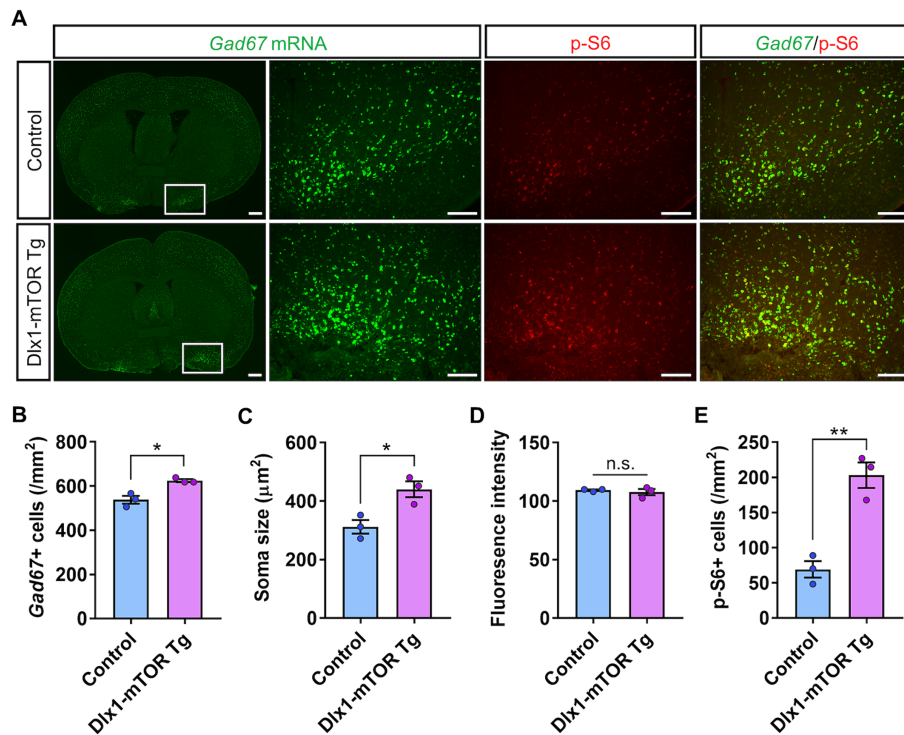 A
Gad67 mRNA
p-S6
Gad67/p-S6
Control
Dlx1-mTOR Tg
B
Gad67+ cells (/mm²)
800
600
400
200
0
*
Control
Dlx1-mTOR Tg
C
Soma size (μm²)
600
400
200
0
*
Control
Dlx1-mTOR Tg
D
Fluoresence intensity
150
100
50
0
n.s.
Control
Dlx1-mTOR Tg
E
p-S6+ cells (/mm²)
250
200
150
100
50
0
**
Control
Dlx1-mTOR Tg